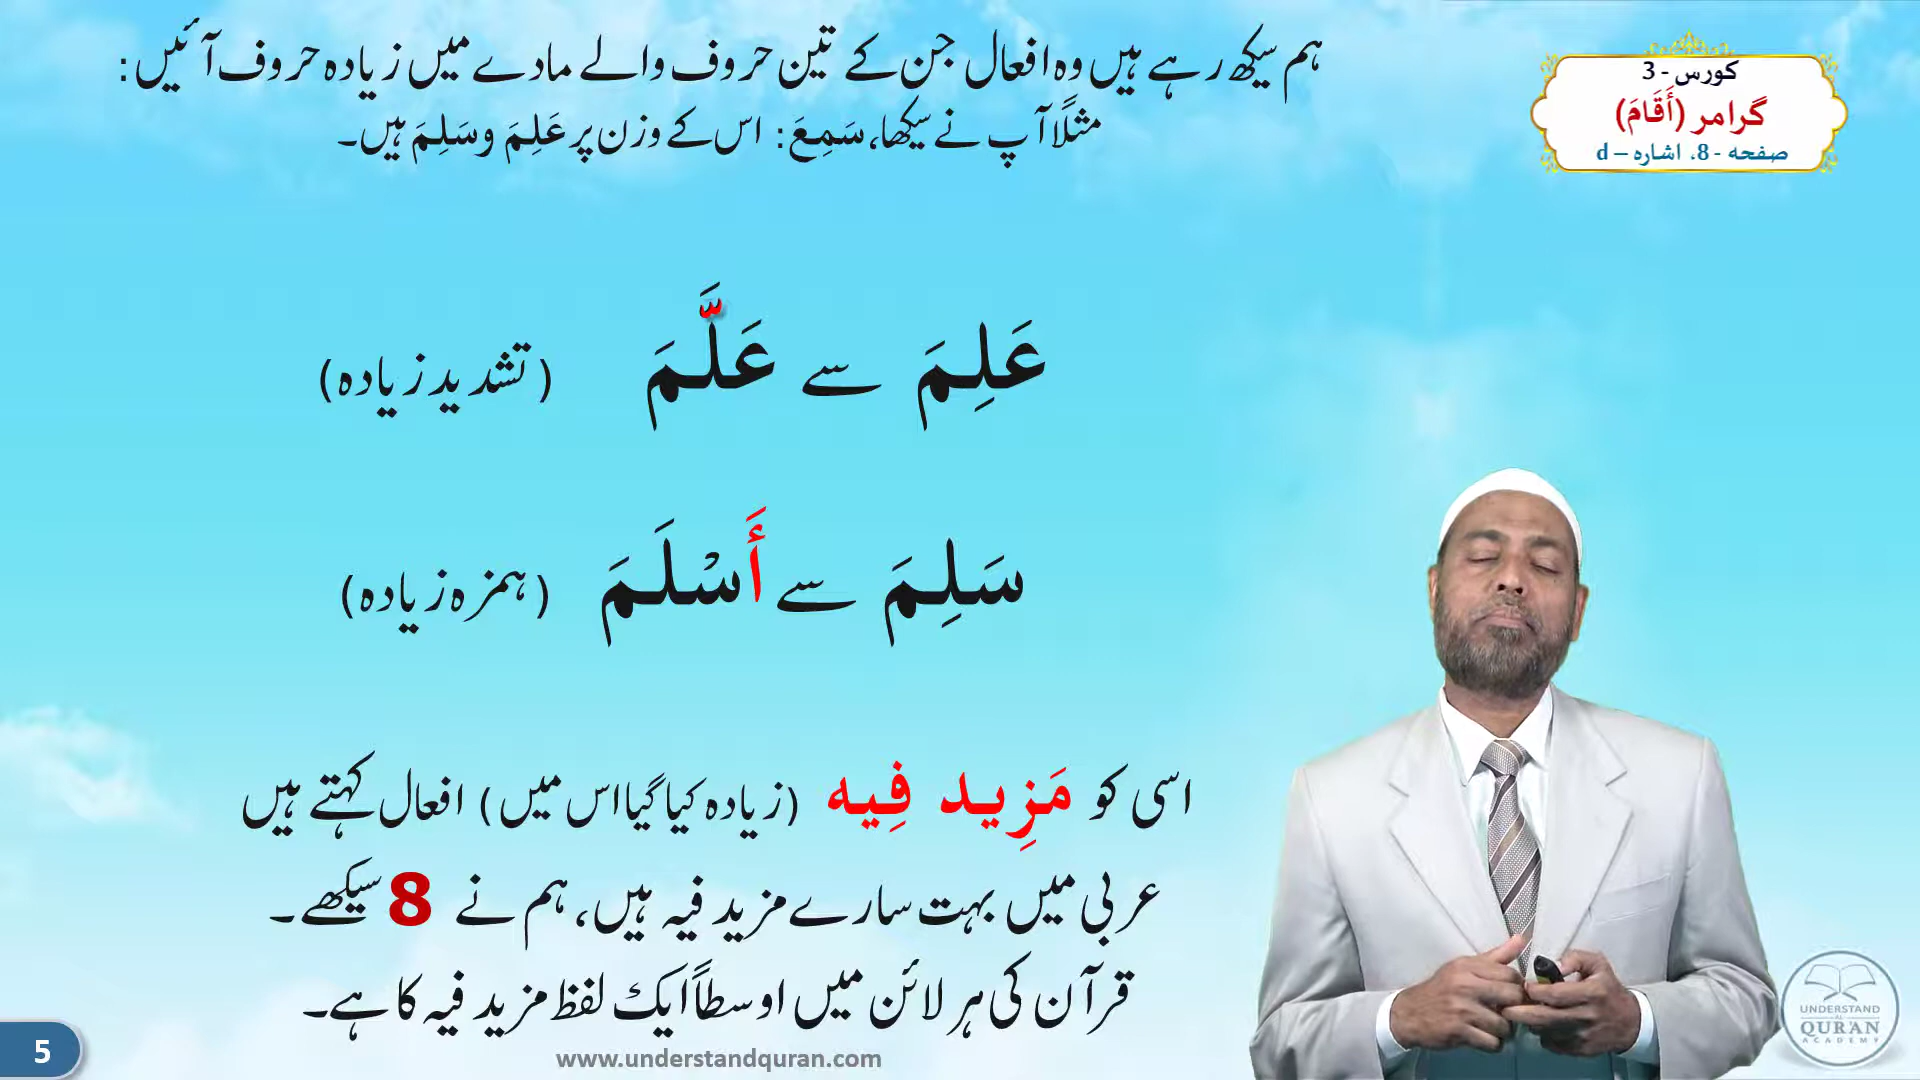 ہم سیکھ رہے ہیں وہ افعال جن کے تین حروف والے مادے میں زیادہ حروف آئیں:
مثلاً آپ نے سیکھا، سَمِعَ: اس کے وزن پر عَلِمَ و سَلِمَ ہیں۔
کورس - 3
گرامر (أَقَامَ)
صفحہ - 8، اشارہ – d
عَلِمَ سے عَلَّمَ (تشدید زیادہ)
سَلِمَ سے أَسْلَمَ (ہمزہ زیادہ)
اسی کو مَزِید فِیه (زیادہ کیا گیا اس میں) افعال کہتے ہیں
عربی میں بہت سارے مزید فیہ ہیں، ہم نے 8 سیکھے۔
قرآن کی ہر لائن میں اوسطاً ایک لفظ مزید فیہ کا ہے۔
5
www.understandquran.com
UNDERSTAND
AL
QURAN
ACADEMY